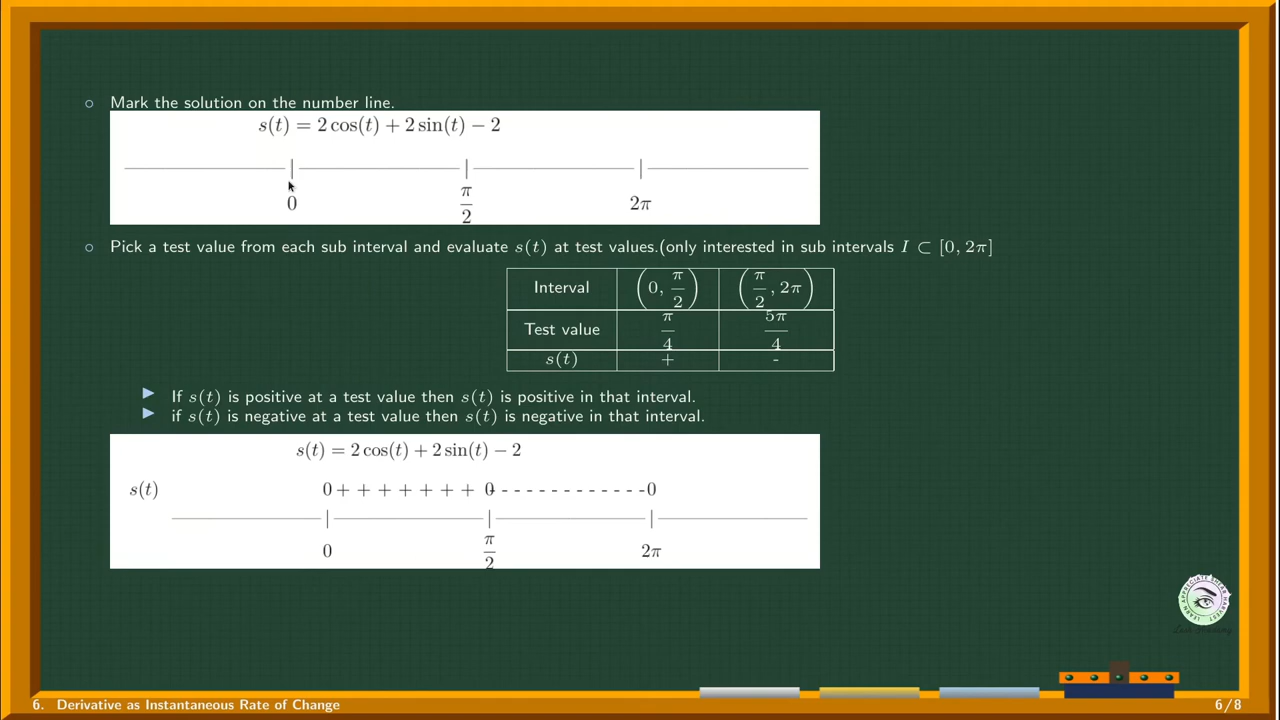 ○ Mark the solution on the number line.
s(t) = 2 cos(t) + 2 sin(t) − 2
0 π/2 2π
○ Pick a test value from each sub interval and evaluate s(t) at test values.(only interested in sub intervals I ⊂ [0, 2π]
Interval (0, π/2) (π/2, 2π)
Test value π/4 5π/4
s(t) + -
▶ If s(t) is positive at a test value then s(t) is positive in that interval.
▶ if s(t) is negative at a test value then s(t) is negative in that interval.
s(t) = 2 cos(t) + 2 sin(t) − 2
s(t) 0 + + + + + + + 0 - - - - - - - - - - - - 0
0 π/2 2π
LEARN APPRECIATE SHARE HARVEST
6. Derivative as Instantaneous Rate of Change
6/8